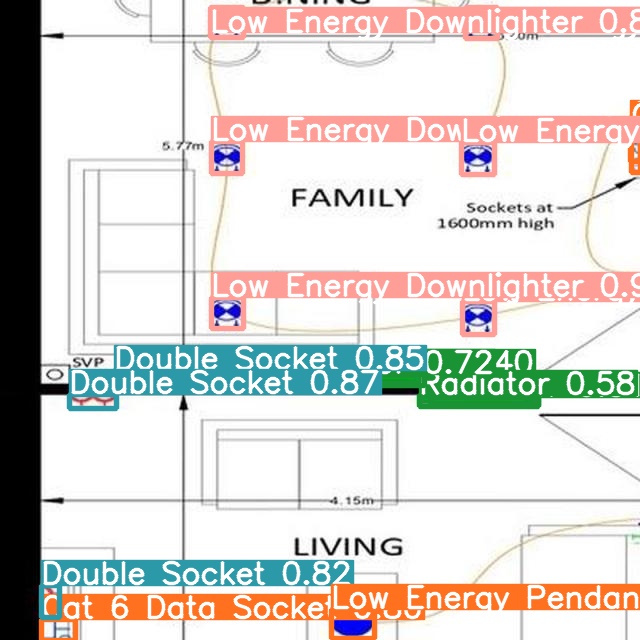 DINING
Low Energy Downlighter 0.8
Low Energy Dow
Low Energy
5.77m
FAMILY
Sockets at
1600mm high
Low Energy Downlighter 0.9
SVP
Double Socket 0.85
0.7240
Double Socket 0.87
Radiator 0.58
4.15m
LIVING
Double Socket 0.82
Cat 6 Data Socket
Low Energy Pendan